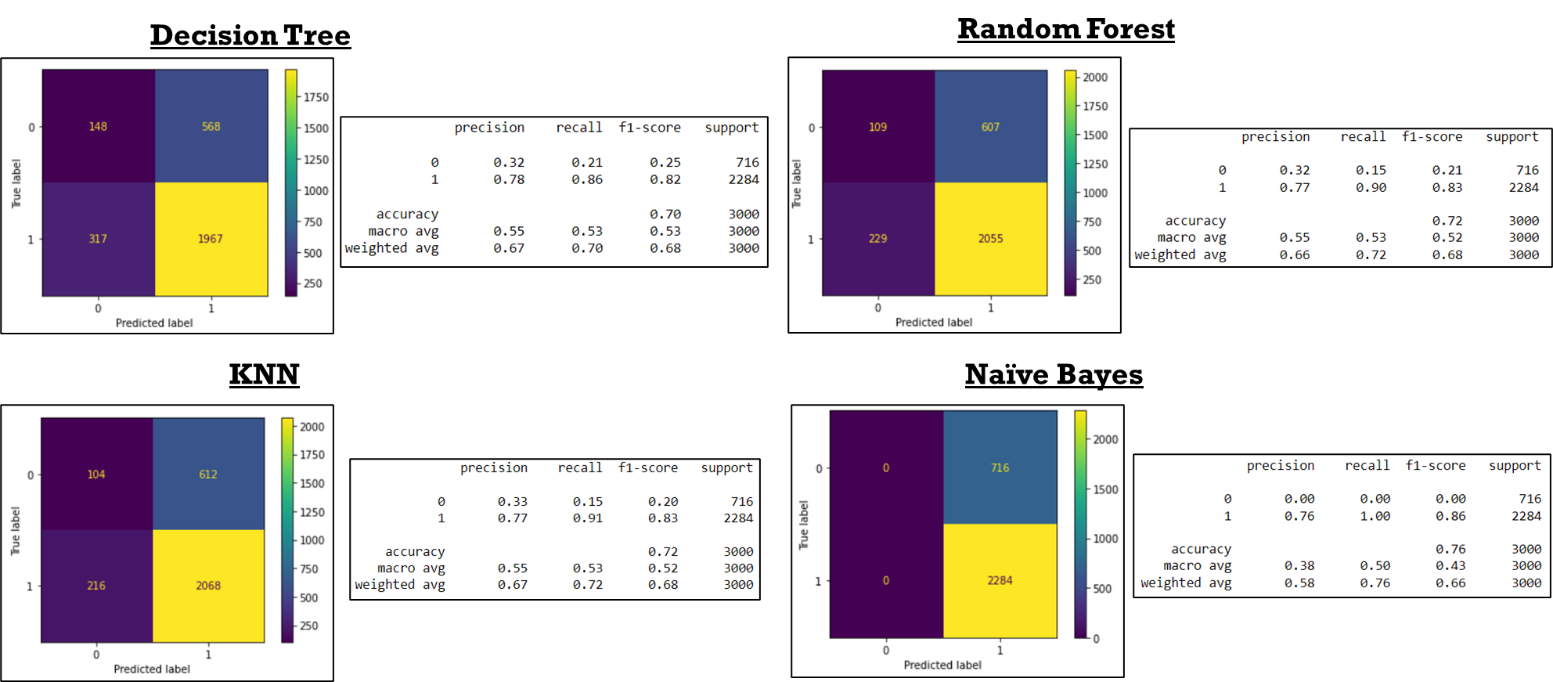 Decision Tree
148 568
317 1967
0
1
True label
0 1
Predicted label
1750
1500
1250
1000
750
500
250
precision recall f1-score support
0 0.32 0.21 0.25 716
1 0.78 0.86 0.82 2284
accuracy 0.70 3000
macro avg 0.55 0.53 0.53 3000
weighted avg 0.67 0.70 0.68 3000
Random Forest
109 607
229 2055
0
1
True label
0 1
Predicted label
2000
1750
1500
1250
1000
750
500
250
precision recall f1-score support
0 0.32 0.15 0.21 716
1 0.77 0.90 0.83 2284
accuracy 0.72 3000
macro avg 0.55 0.53 0.52 3000
weighted avg 0.66 0.72 0.68 3000
KNN
104 612
216 2068
0
1
True label
0 1
Predicted label
2000
1750
1500
1250
1000
750
500
250
precision recall f1-score support
0 0.33 0.15 0.20 716
1 0.77 0.91 0.83 2284
accuracy 0.72 3000
macro avg 0.55 0.53 0.52 3000
weighted avg 0.67 0.72 0.68 3000
Naïve Bayes
0 716
0 2284
0
1
True label
0 1
Predicted label
2000
1500
1000
500
0
precision recall f1-score support
0 0.00 0.00 0.00 716
1 0.76 1.00 0.86 2284
accuracy 0.76 3000
macro avg 0.38 0.50 0.43 3000
weighted avg 0.58 0.76 0.66 3000